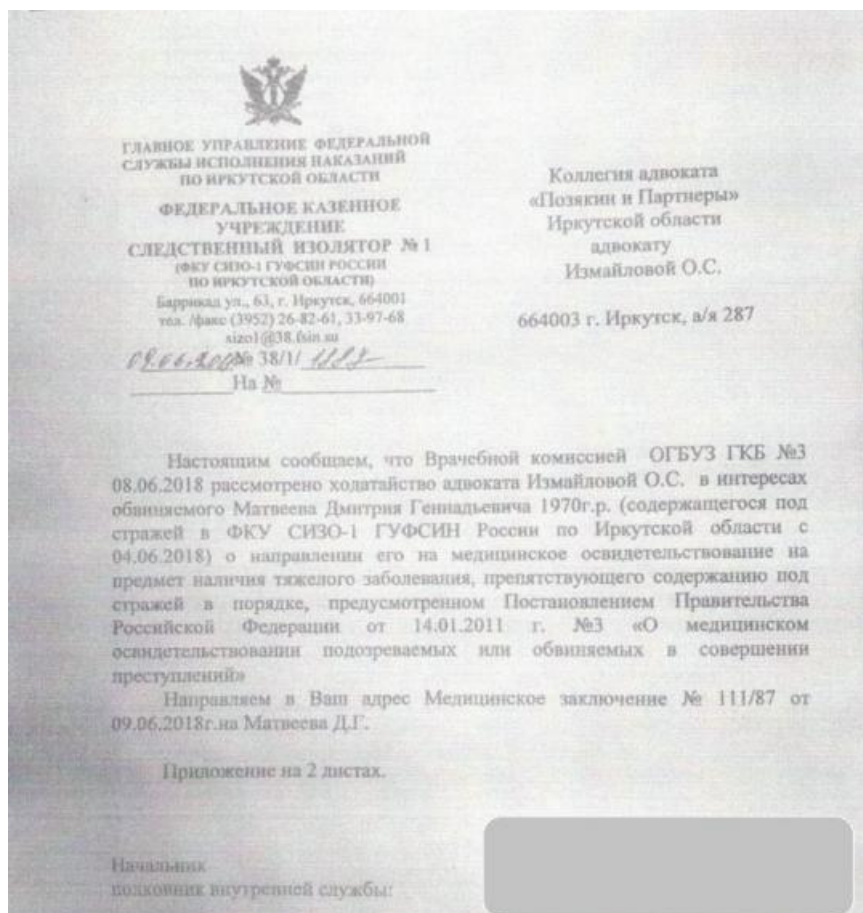 ГЛАВНОЕ УПРАВЛЕНИЕ ФЕДЕРАЛЬНОЙ
СЛУЖБЫ ИСПОЛНЕНИЯ НАКАЗАНИЙ
ПО ИРКУТСКОЙ ОБЛАСТИ
ФЕДЕРАЛЬНОЕ КАЗЕННОЕ
УЧРЕЖДЕНИЕ
СЛЕДСТВЕННЫЙ ИЗОЛЯТОР № 1
(ФКУ СИЗО-1 ГУФСИН РОССИИ
ПО ИРКУТСКОЙ ОБЛАСТИ)
Баррикад ул., 63, г. Иркутск, 664001
тел. /факс (3952) 26-82-61, 33-97-68
sizo1@38.fsin.su
№ 38/1/
На №
Коллегия адвоката
«Позякин и Партнеры»
Иркутской области
адвокату
Измайловой О.С.
664003 г. Иркутск, а/я 287
Настоящим сообщаем, что Врачебной комиссией ОГБУЗ ГКБ №3
08.06.2018 рассмотрено холатайство адвоката Измайловой О.С. в интересах
обвиняемого Матвеева Дмитрия Геннадьевича 1970г.р. (содержащегося под
стражей в ФКУ СИЗО-1 ГУФСИН России по Иркутской области с
04.06.2018) о направлении его на медицинское освидетельствование на
предмет наличия тяжелого заболевания, препятствующего содержанию под
стражей в порядке, предусмотренном Постановлением Правительства
Российской Федерации от 14.01.2011 г. №3 «О медицинском
освидетельствовании подозреваемых или обвиняемых в совершении
преступлений»
Направляем в Ваш адрес Медицинское заключение № 111/87 от
09.06.2018г.на Матвеева Д.Г.
Приложение на 2 листах.
Начальник
полковник внутренней службы: